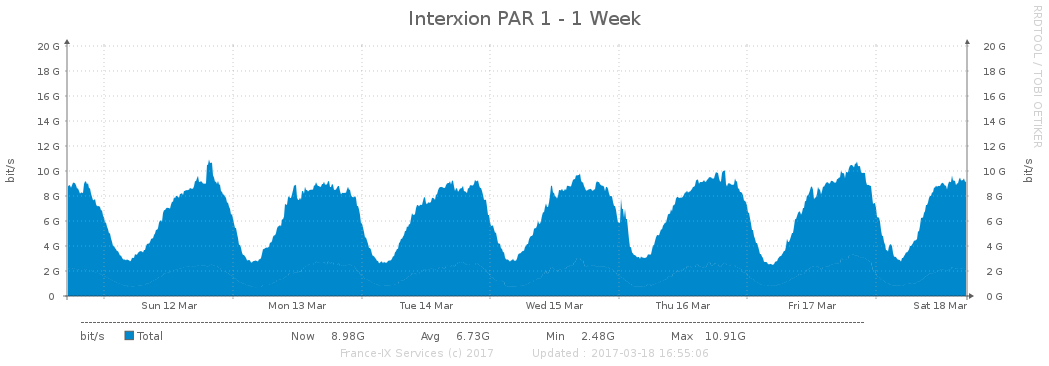 Interxion PAR 1 - 1 Week
RRDTOOL / TOBI OETIKER
bit/s
20 G
18 G
16 G
14 G
12 G
10 G
8 G
6 G
4 G
2 G
0
20 G
18 G
16 G
14 G
12 G
10 G
8 G
6 G
4 G
2 G
0 G
bit/s
Sun 12 Mar Mon 13 Mar Tue 14 Mar Wed 15 Mar Thu 16 Mar Fri 17 Mar Sat 18 Mar
bit/s Total Now 8.98G Avg 6.73G Min 2.48G Max 10.91G
France-IX Services (c) 2017 Updated : 2017-03-18 16:55:06